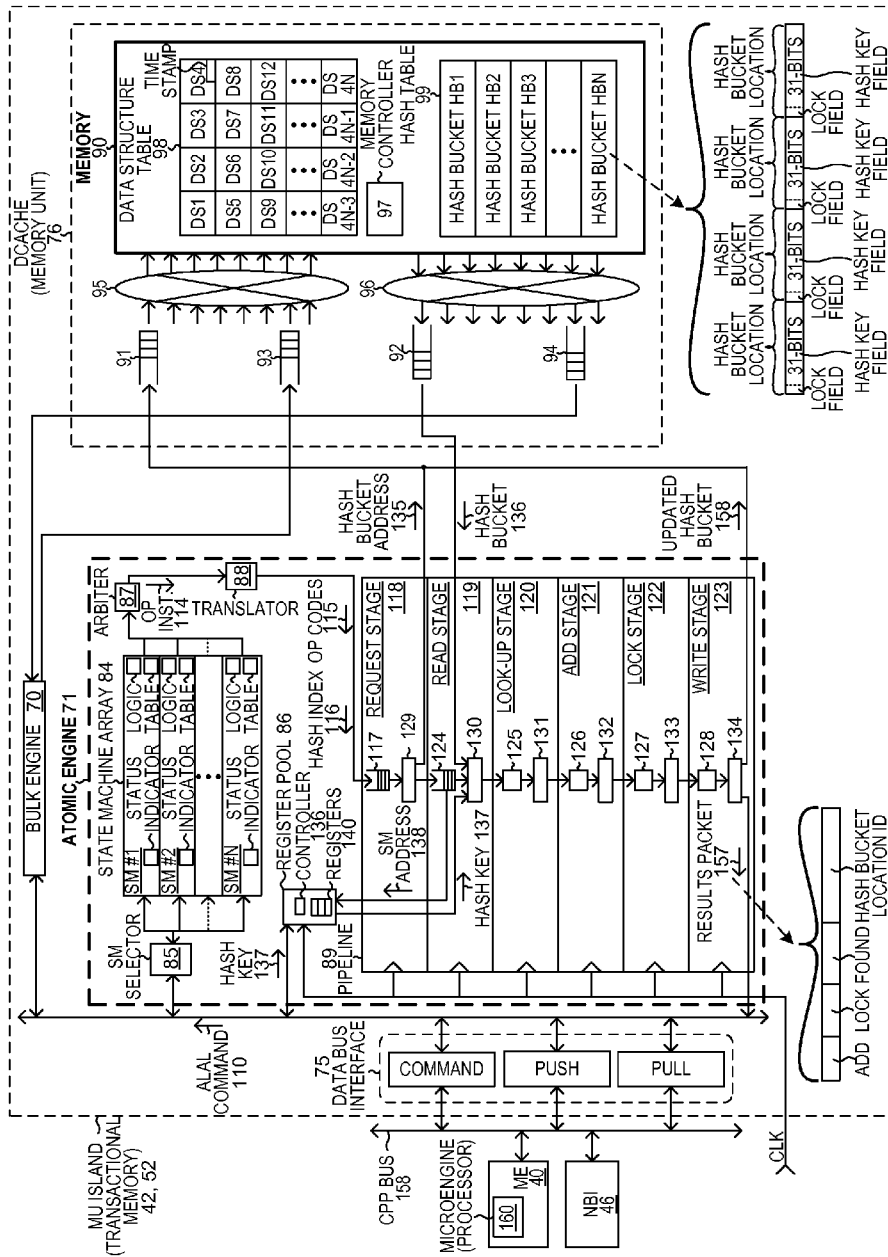 MU ISLAND
(TRANSACTIONAL
MEMORY)
42, 52
DCACHE
(MEMORY UNIT)
76
BULK ENGINE 70
ATOMIC ENGINE 71
STATE MACHINE ARRAY 84
SM #1 STATUS LOGIC
INDICATOR TABLE
SM #2 STATUS LOGIC
INDICATOR TABLE
SM #N STATUS LOGIC
INDICATOR TABLE
SM
SELECTOR
85
ARBITER
87
OP
INST.
114
88
TRANSLATOR
ALAL
COMMAND
110
HASH
KEY
137
REGISTER POOL 86
CONTROLLER
136
REGISTERS
140
HASH INDEX
116
OP CODES
115
89
PIPELINE
SM
ADDRESS
138
HASH KEY 137
117
129
124
130
125
131
126
132
127
133
128
134
REQUEST STAGE
118
READ STAGE
119
LOOK-UP STAGE
120
ADD STAGE
121
LOCK STAGE
122
WRITE STAGE
123
RESULTS PACKET
157
HASH
BUCKET
ADDRESS
135
HASH
BUCKET
136
UPDATED
HASH
BUCKET
158
91
93
92
94
95
96
MEMORY
90
DATA STRUCTURE
TABLE
98
TIME
STAMP
DS1 DS2 DS3 DS4
DS5 DS6 DS7 DS8
DS9 DS10 DS11 DS12
DS 4N-3 DS 4N-2 DS 4N-1 DS 4N
MEMORY
CONTROLLER
97
HASH TABLE
99
HASH BUCKET HB1
HASH BUCKET HB2
HASH BUCKET HB3
HASH BUCKET HBN
HASH BUCKET LOCATION
HASH BUCKET LOCATION
HASH BUCKET LOCATION
HASH BUCKET LOCATION
31-BITS 31-BITS 31-BITS 31-BITS
LOCK FIELD
HASH KEY FIELD
LOCK FIELD
HASH KEY FIELD
LOCK FIELD
HASH KEY FIELD
LOCK FIELD
HASH KEY FIELD
75
DATA BUS
INTERFACE
COMMAND
PUSH
PULL
CPP BUS
158
MICROENGINE
(PROCESSOR)
160
ME
40
NBI
46
CLK
ADD LOCK FOUND HASH BUCKET
LOCATION ID